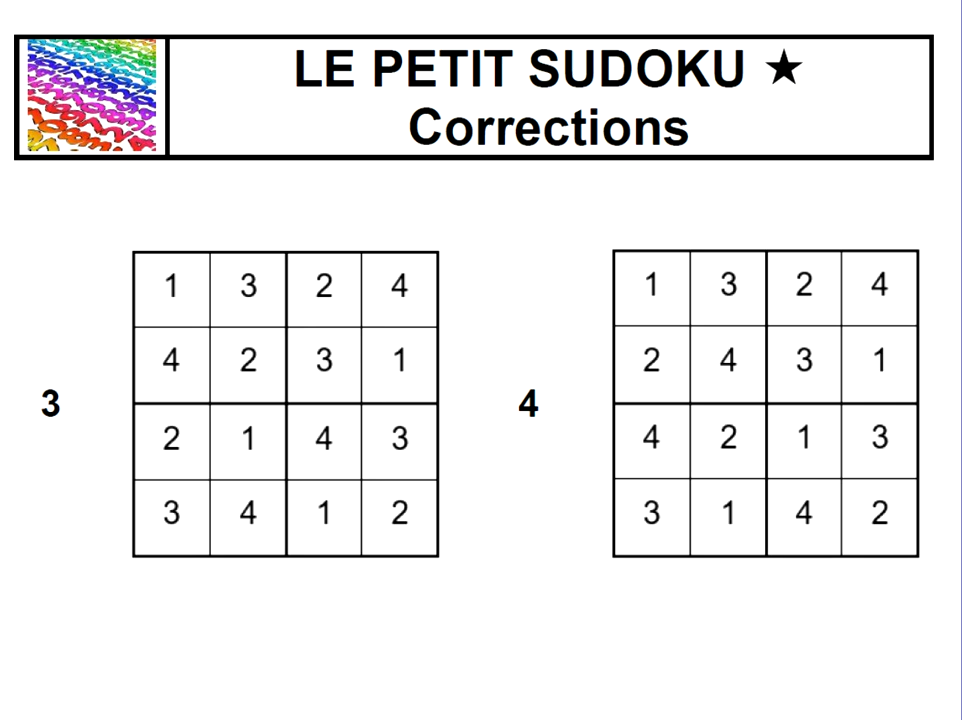 LE PETIT SUDOKU ★
Corrections
3
1 3 2 4
4 2 3 1
2 1 4 3
3 4 1 2
4
1 3 2 4
2 4 3 1
4 2 1 3
3 1 4 2